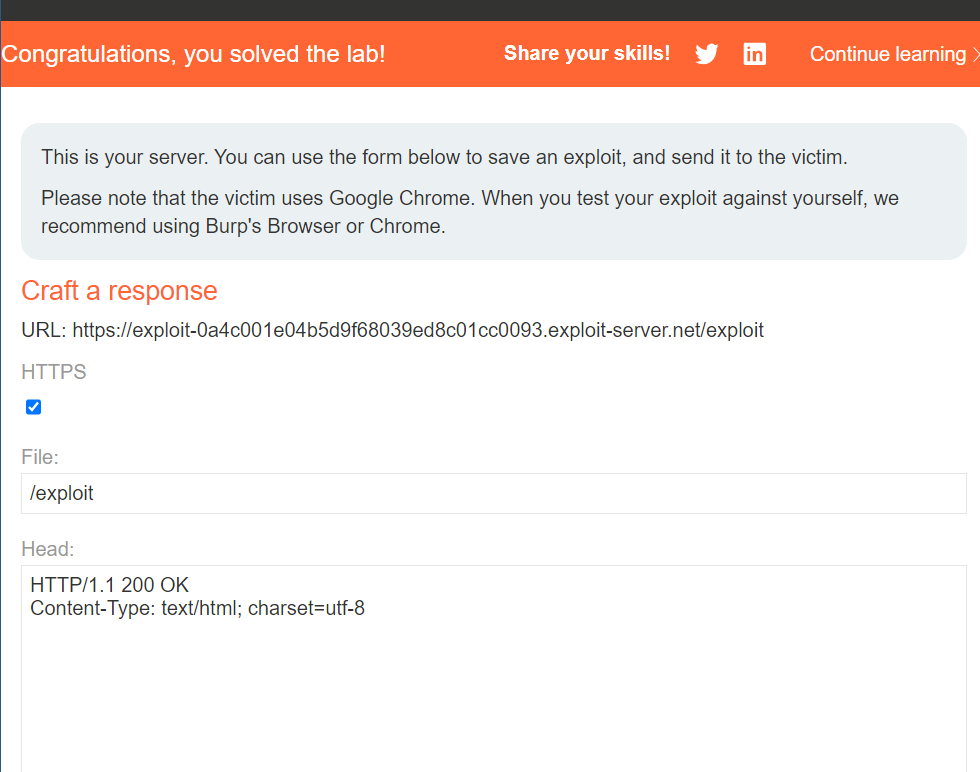 Congratulations, you solved the lab!
Share your skills!
Continue learning
This is your server. You can use the form below to save an exploit, and send it to the victim.
Please note that the victim uses Google Chrome. When you test your exploit against yourself, we
recommend using Burp's Browser or Chrome.
Craft a response
URL: https://exploit-0a4c001e04b5d9f68039ed8c01cc0093.exploit-server.net/exploit
HTTPS
File:
/exploit
Head:
HTTP/1.1 200 OK
Content-Type: text/html; charset=utf-8